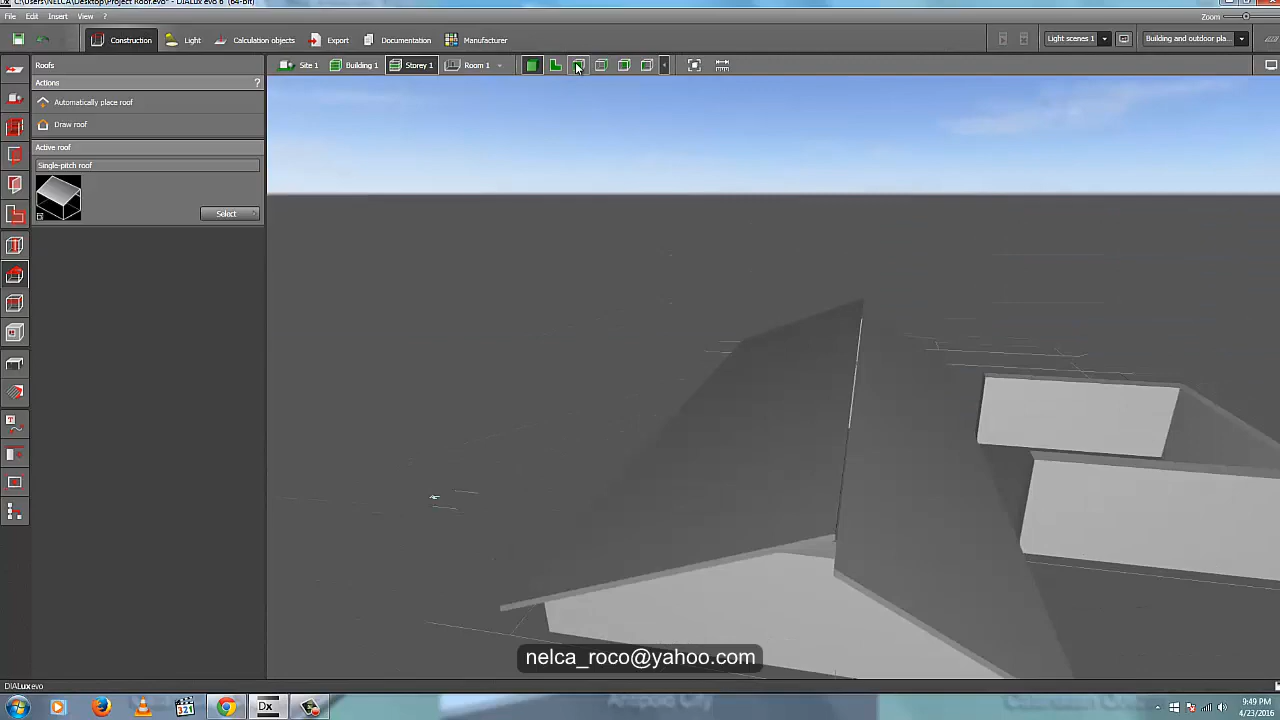 C:\Users\NELCA\Desktop\Project Roof.evo* - DIALux evo 6 (64-bit)
File Edit Insert View ?
Zoom
Construction Light Calculation objects Export Documentation Manufacturer
Light scenes 1 Building and outdoor pla...
Roofs
Site 1 Building 1 Storey 1 Room 1
Actions ?
Automatically place roof
Draw roof
Active roof
Single-pitch roof
Select
nelca_roco@yahoo.com
DIALux evo
Dx
321
9:49 PM
4/23/2016